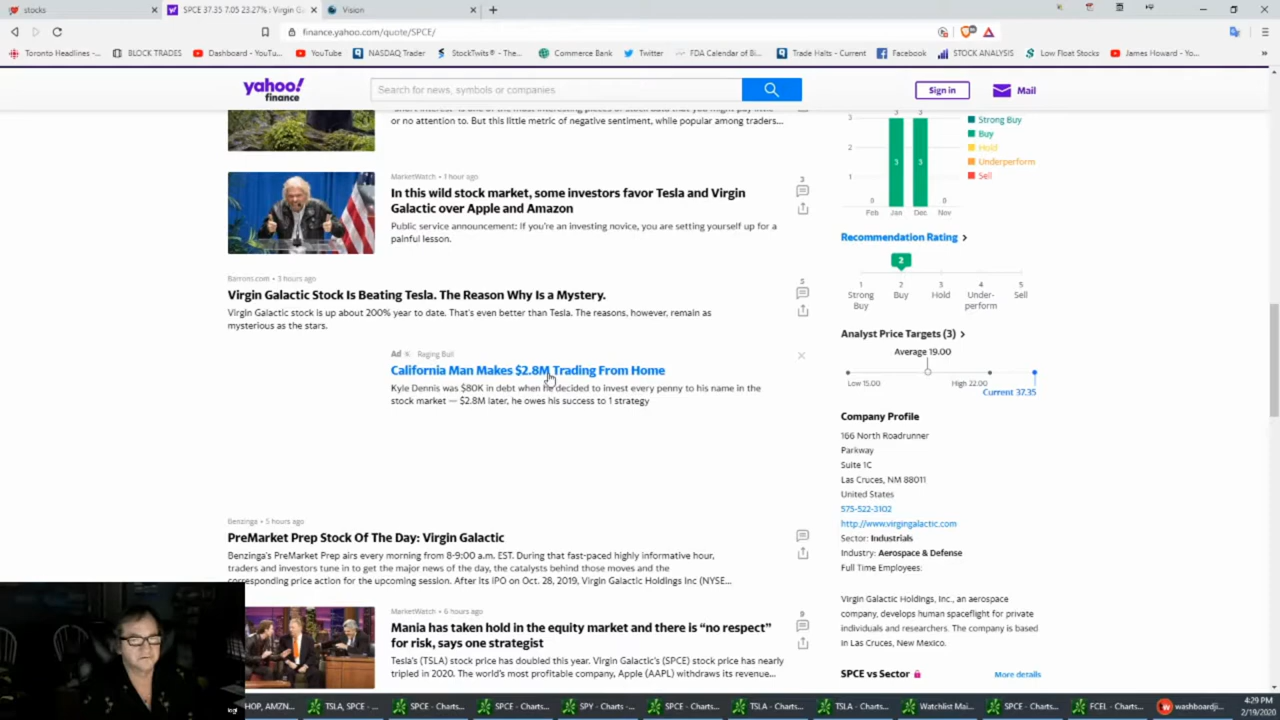 stocks
SPCE 37.35 7.05 23.27% : Virgin G
Vision
finance.yahoo.com/quote/SPCE/
Toronto Headlines -...
BLOCK TRADES
Dashboard - YouTu...
YouTube
NASDAQ Trader
StockTwits® - The...
Commerce Bank
Twitter
FDA Calendar of Bi...
Trade Halts - Current
Facebook
STOCK ANALYSIS
Low Float Stocks
James Howard - Yo...
yahoo!
finance
Search for news, symbols or companies
Sign in
Mail
or no attention to. But this little metric of negative sentiment, while popular among traders...
MarketWatch • 1 hour ago
In this wild stock market, some investors favor Tesla and Virgin
Galactic over Apple and Amazon
Public service announcement: If you're an investing novice, you are setting yourself up for a
painful lesson.
3
Barrons.com • 3 hours ago
Virgin Galactic Stock Is Beating Tesla. The Reason Why Is a Mystery.
Virgin Galactic stock is up about 200% year to date. That's even better than Tesla. The reasons, however, remain as
mysterious as the stars.
5
Ad Raging Bull
California Man Makes $2.8M Trading From Home
Kyle Dennis was $80K in debt when he decided to invest every penny to his name in the
stock market — $2.8M later, he owes his success to 1 strategy
Benzinga • 5 hours ago
PreMarket Prep Stock Of The Day: Virgin Galactic
Benzinga's PreMarket Prep airs every morning from 8-9:00 a.m. EST. During that fast-paced highly informative hour,
traders and investors tune in to get the major news of the day, the catalysts behind those moves and the
corresponding price action for the upcoming session. After its IPO on Oct. 28, 2019, Virgin Galactic Holdings Inc (NYSE...
MarketWatch • 6 hours ago
Mania has taken hold in the equity market and there is “no respect”
for risk, says one strategist
Tesla's (TSLA) stock price has doubled this year. Virgin Galactic's (SPCE) stock price has nearly
tripled in 2020. The world's most profitable company, Apple (AAPL) withdraws its revenue...
9
3
2
1
3 3
3 3
0 0
Feb Jan Dec Nov
Strong Buy
Buy
Hold
Underperform
Sell
Recommendation Rating
2
1 2 3 4 5
Strong Buy Hold Under- Sell
Buy perform
Analyst Price Targets (3)
Average 19.00
Low 15.00 High 22.00
Current 37.35
Company Profile
166 North Roadrunner
Parkway
Suite 1C
Las Cruces, NM 88011
United States
575-522-3102
http://www.virgingalactic.com
Sector: Industrials
Industry: Aerospace & Defense
Full Time Employees:
Virgin Galactic Holdings, Inc., an aerospace
company, develops human spaceflight for private
individuals and researchers. The company is based
in Las Cruces, New Mexico.
SPCE vs Sector
More details
HOP, AMZN...
TSLA, SPCE - ...
SPCE - Charts...
SPCE - Charts...
SPY - Charts - ...
SPCE - Charts...
TSLA - Charts...
TSLA - Charts...
Watchlist Mai...
SPCE - Charts...
FCEL - Charts...
washboardji...
4:29 PM
2/19/2020